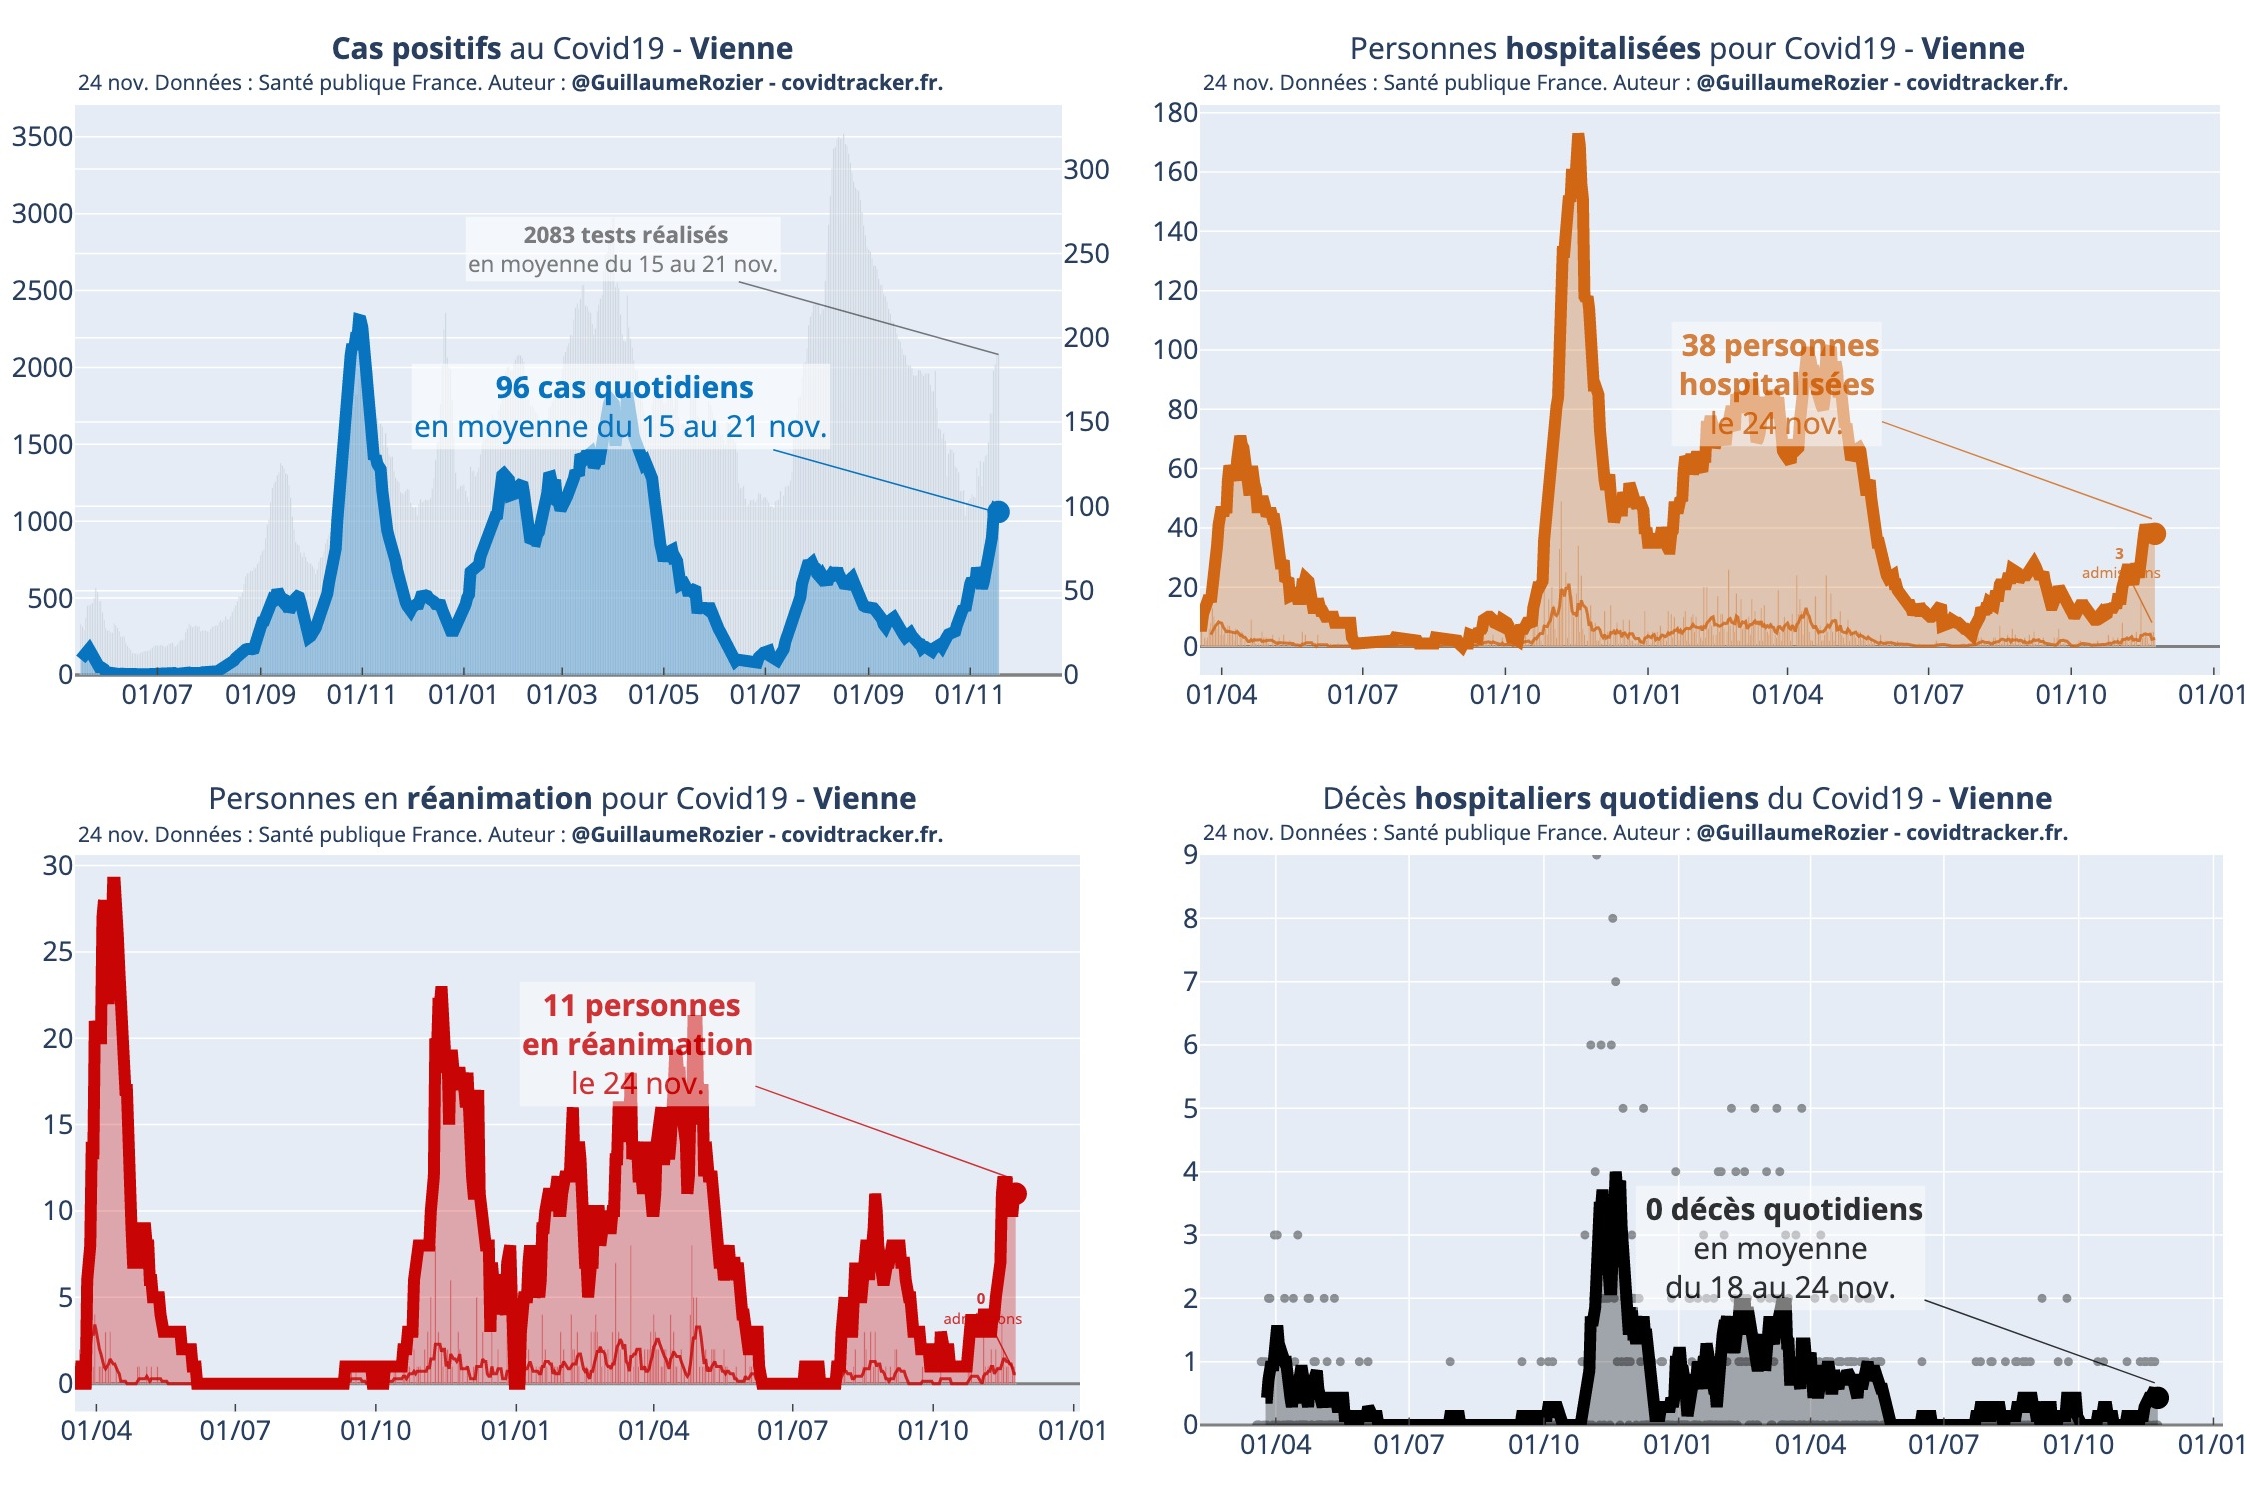 Cas positifs au Covid19 - Vienne
24 nov. Données : Santé publique France. Auteur : @GuillaumeRozier - covidtracker.fr.
3500
3000
2500
2000
1500
1000
500
0
300
250
200
150
100
50
0
2083 tests réalisés
en moyenne du 15 au 21 nov.
96 cas quotidiens
en moyenne du 15 au 21 nov.
01/07 01/09 01/11 01/01 01/03 01/05 01/07 01/09 01/11
Personnes hospitalisées pour Covid19 - Vienne
24 nov. Données : Santé publique France. Auteur : @GuillaumeRozier - covidtracker.fr.
180
160
140
120
100
80
60
40
20
0
38 personnes
hospitalisées
le 24 nov.
3
admissions
01/04 01/07 01/10 01/01 01/04 01/07 01/10 01/01
Personnes en réanimation pour Covid19 - Vienne
24 nov. Données : Santé publique France. Auteur : @GuillaumeRozier - covidtracker.fr.
30
25
20
15
10
5
0
11 personnes
en réanimation
le 24 nov.
0
admissions
01/04 01/07 01/10 01/01 01/04 01/07 01/10 01/01
Décès hospitaliers quotidiens du Covid19 - Vienne
24 nov. Données : Santé publique France. Auteur : @GuillaumeRozier - covidtracker.fr.
9
8
7
6
5
4
3
2
1
0
0 décès quotidiens
en moyenne
du 18 au 24 nov.
01/04 01/07 01/10 01/01 01/04 01/07 01/10 01/01